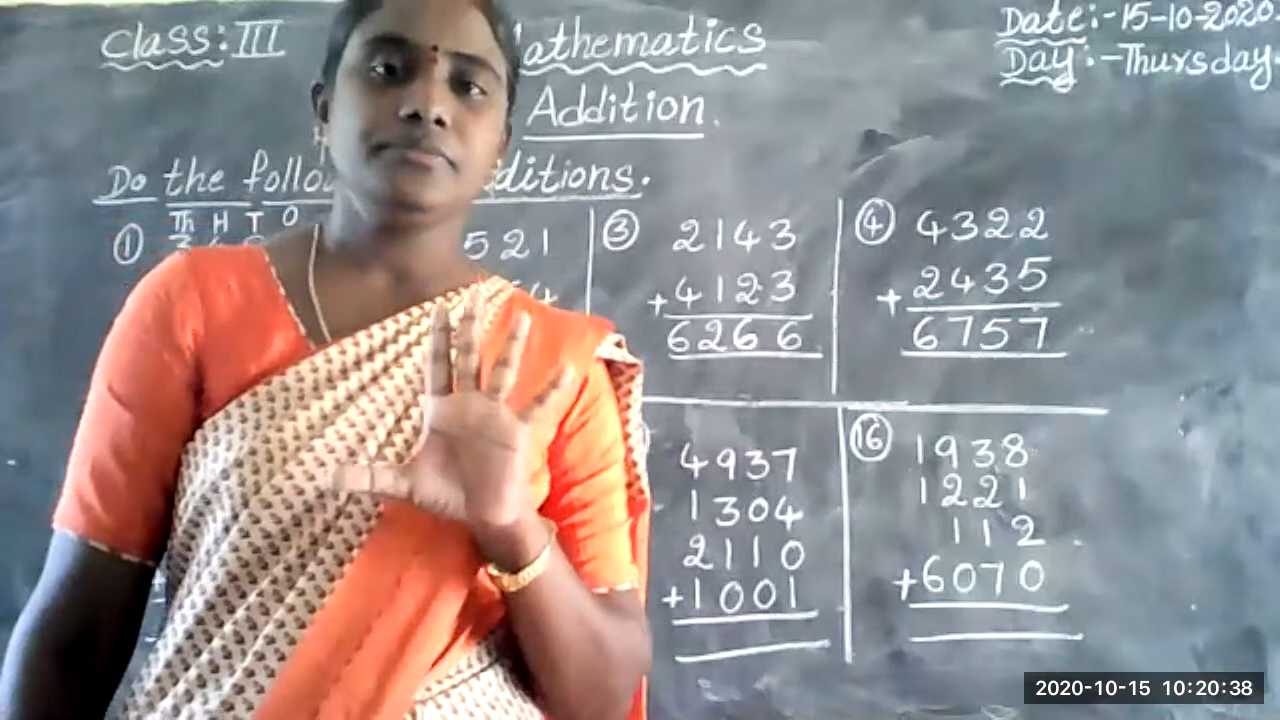 Class: III
Mathematics
Date:-15-10-2020.
Day:-Thursday.
Addition.
Do the follo ditions.
Th H T O
①
521
4
③ 2143
+4123
6266
④ 4322
+2435
6757
4937
1304
2110
+1001
⑯ 1938
1221
112
+6070
2020-10-15 10:20:38